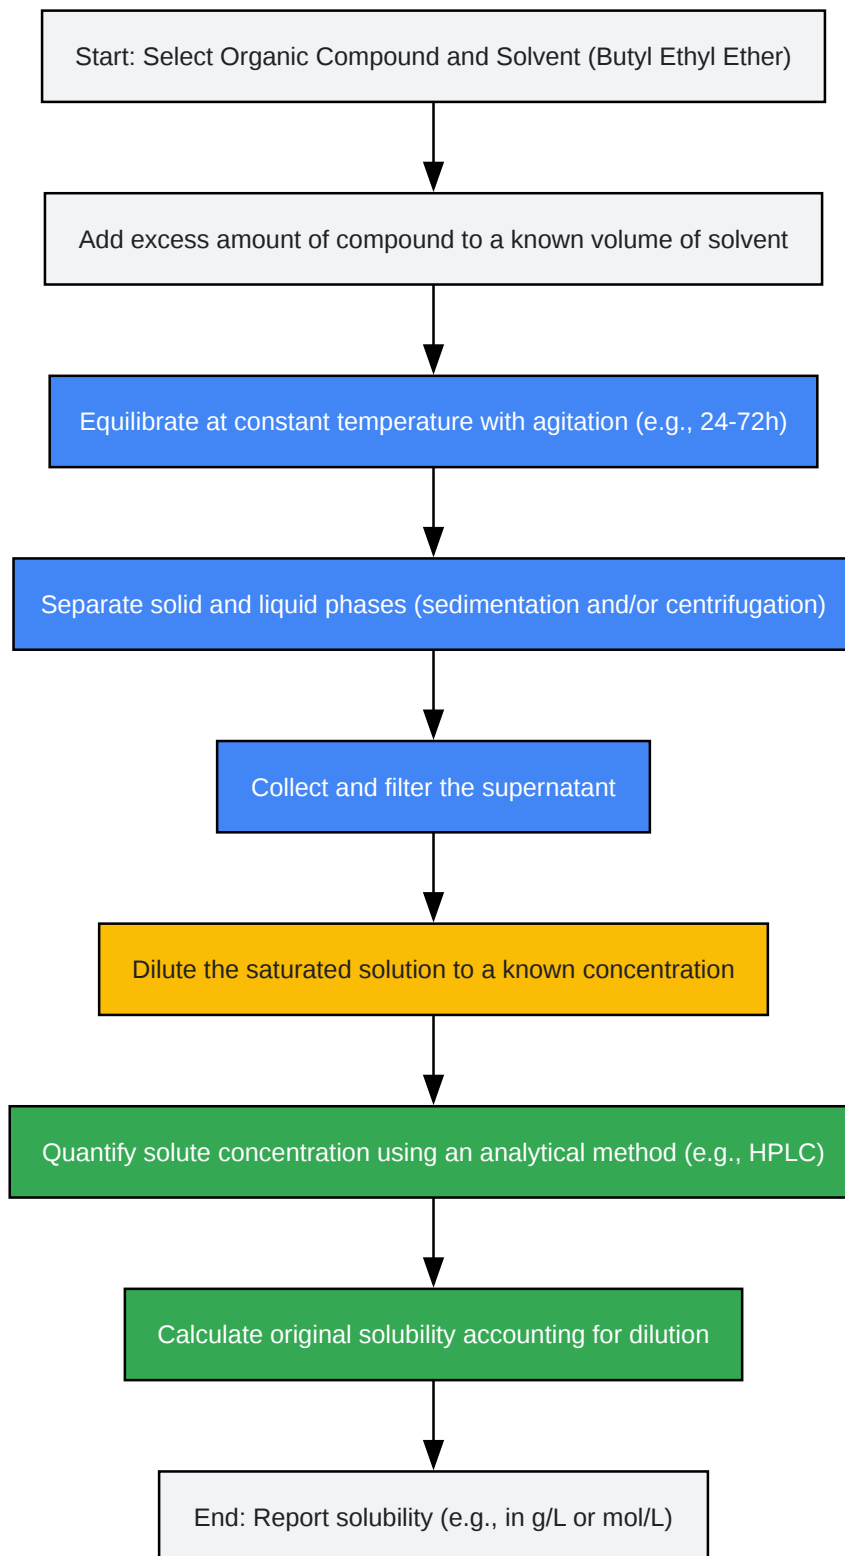 Start: Select Organic Compound and Solvent (Butyl Ethyl Ether)
Add excess amount of compound to a known volume of solvent
Equilibrate at constant temperature with agitation (e.g., 24-72h)
Separate solid and liquid phases (sedimentation and/or centrifugation)
Collect and filter the supernatant
Dilute the saturated solution to a known concentration
Quantify solute concentration using an analytical method (e.g., HPLC)
Calculate original solubility accounting for dilution
End: Report solubility (e.g., in g/L or mol/L)